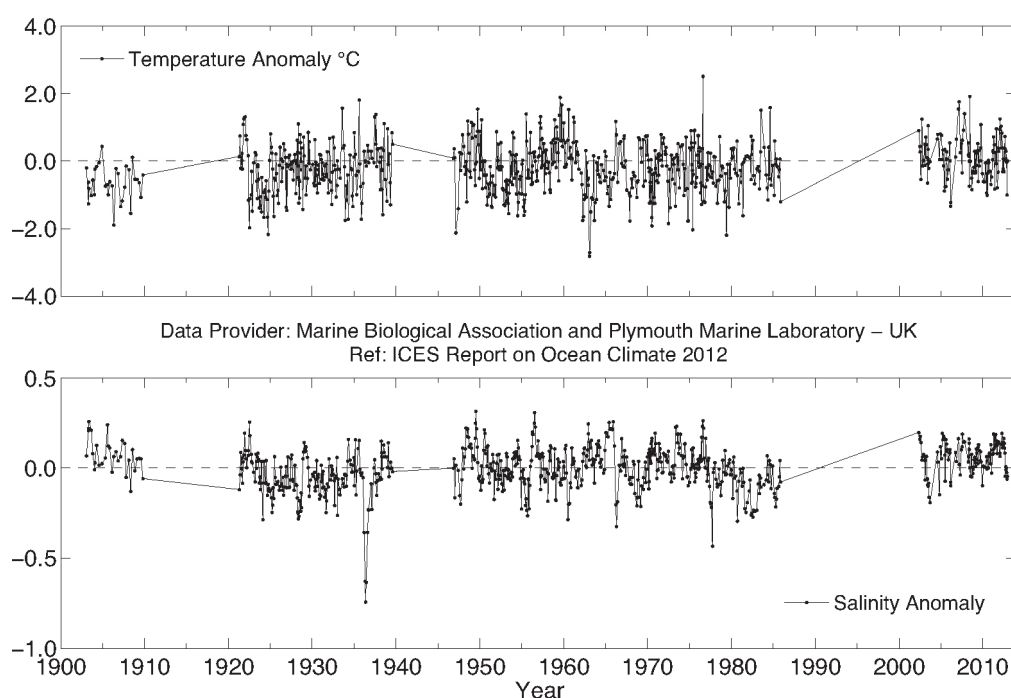 4.0
Temperature Anomaly °C
2.0
0.0
−2.0
−4.0
Data Provider: Marine Biological Association and Plymouth Marine Laboratory − UK
Ref: ICES Report on Ocean Climate 2012
0.5
0.0
−0.5
Salinity Anomaly
−1.0
1900 1910 1920 1930 1940 1950 1960 1970 1980 1990 2000 2010
Year